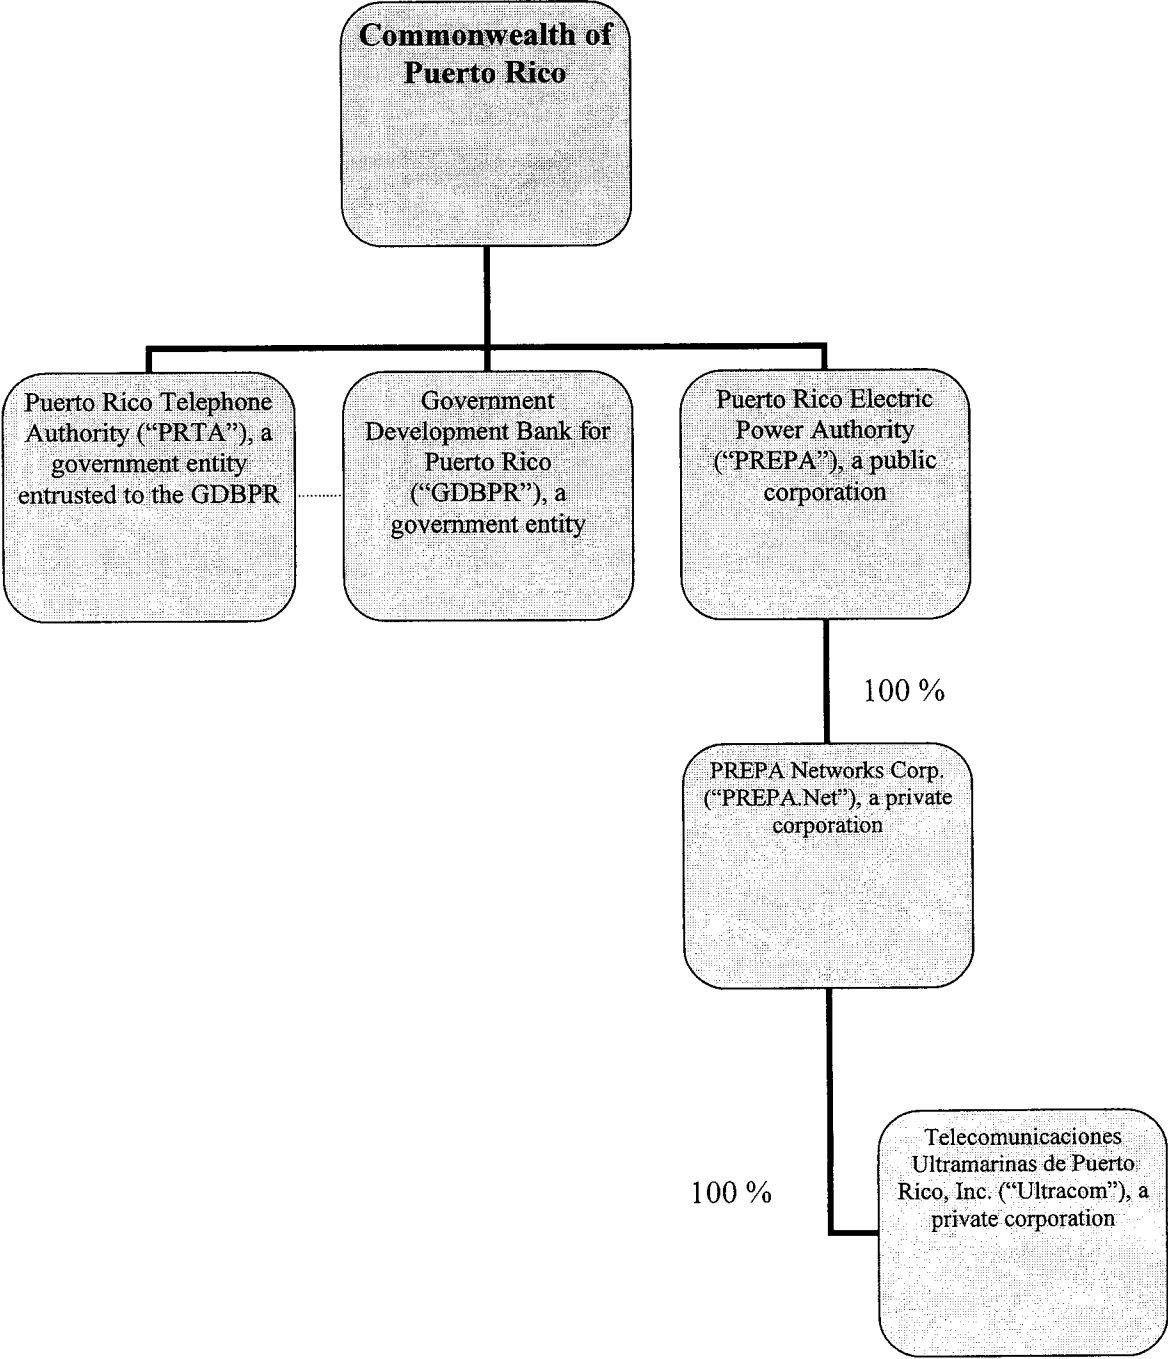 Commonwealth of
Puerto Rico
Puerto Rico Telephone
Authority (“PRTA”), a
government entity
entrusted to the GDBPR
Government
Development Bank for
Puerto Rico
(“GDBPR”), a
government entity
Puerto Rico Electric
Power Authority
(“PREPA”), a public
corporation
100 %
PREPA Networks Corp.
(“PREPA.Net”), a private
corporation
100 %
Telecomunicaciones
Ultramarinas de Puerto
Rico, Inc. (“Ultracom”), a
private corporation